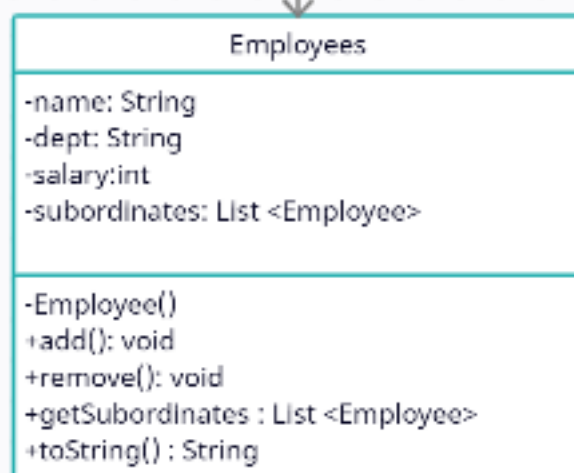 Employees
-name: String
-dept: String
-salary:int
-subordinates: List <Employee>
-Employee()
+add(): void
+remove(): void
+getSubordinates : List <Employee>
+toString() : String